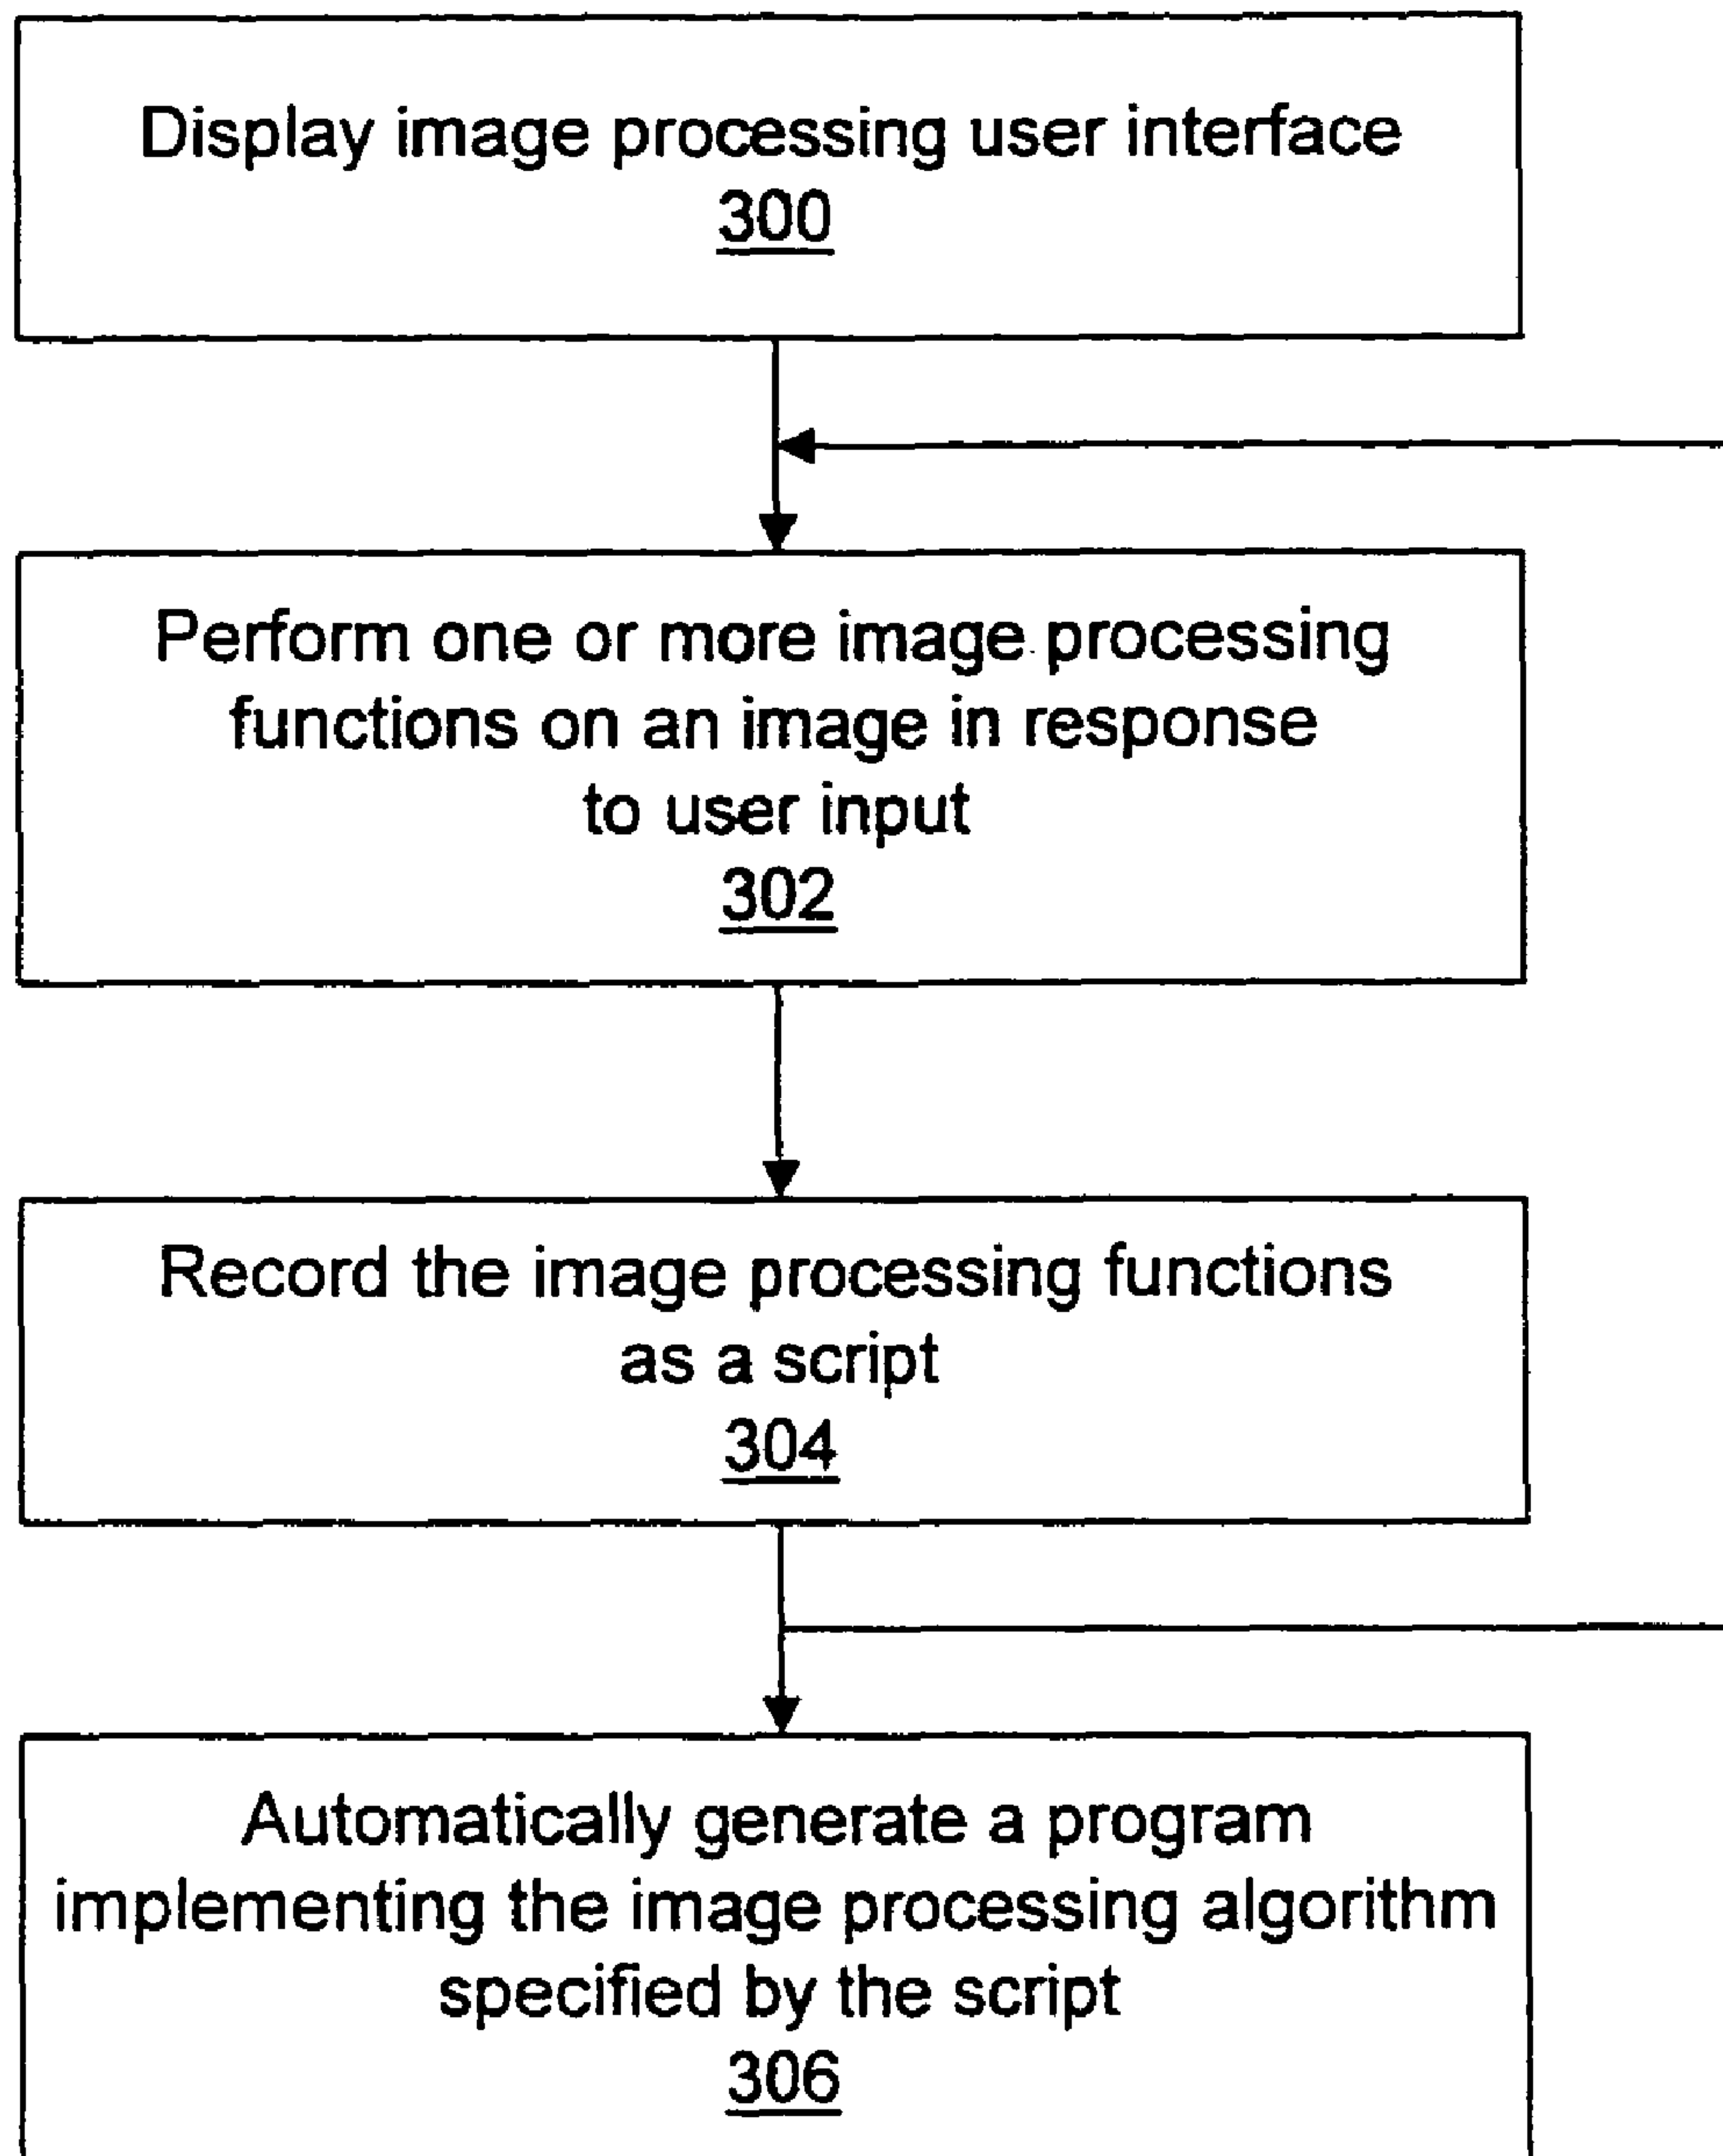 Display image processing user interface
300
Perform one or more image processing
functions on an image in response
to user input
302
Record the image processing functions
as a script
304
Automatically generate a program
implementing the image processing algorithm
specified by the script
306